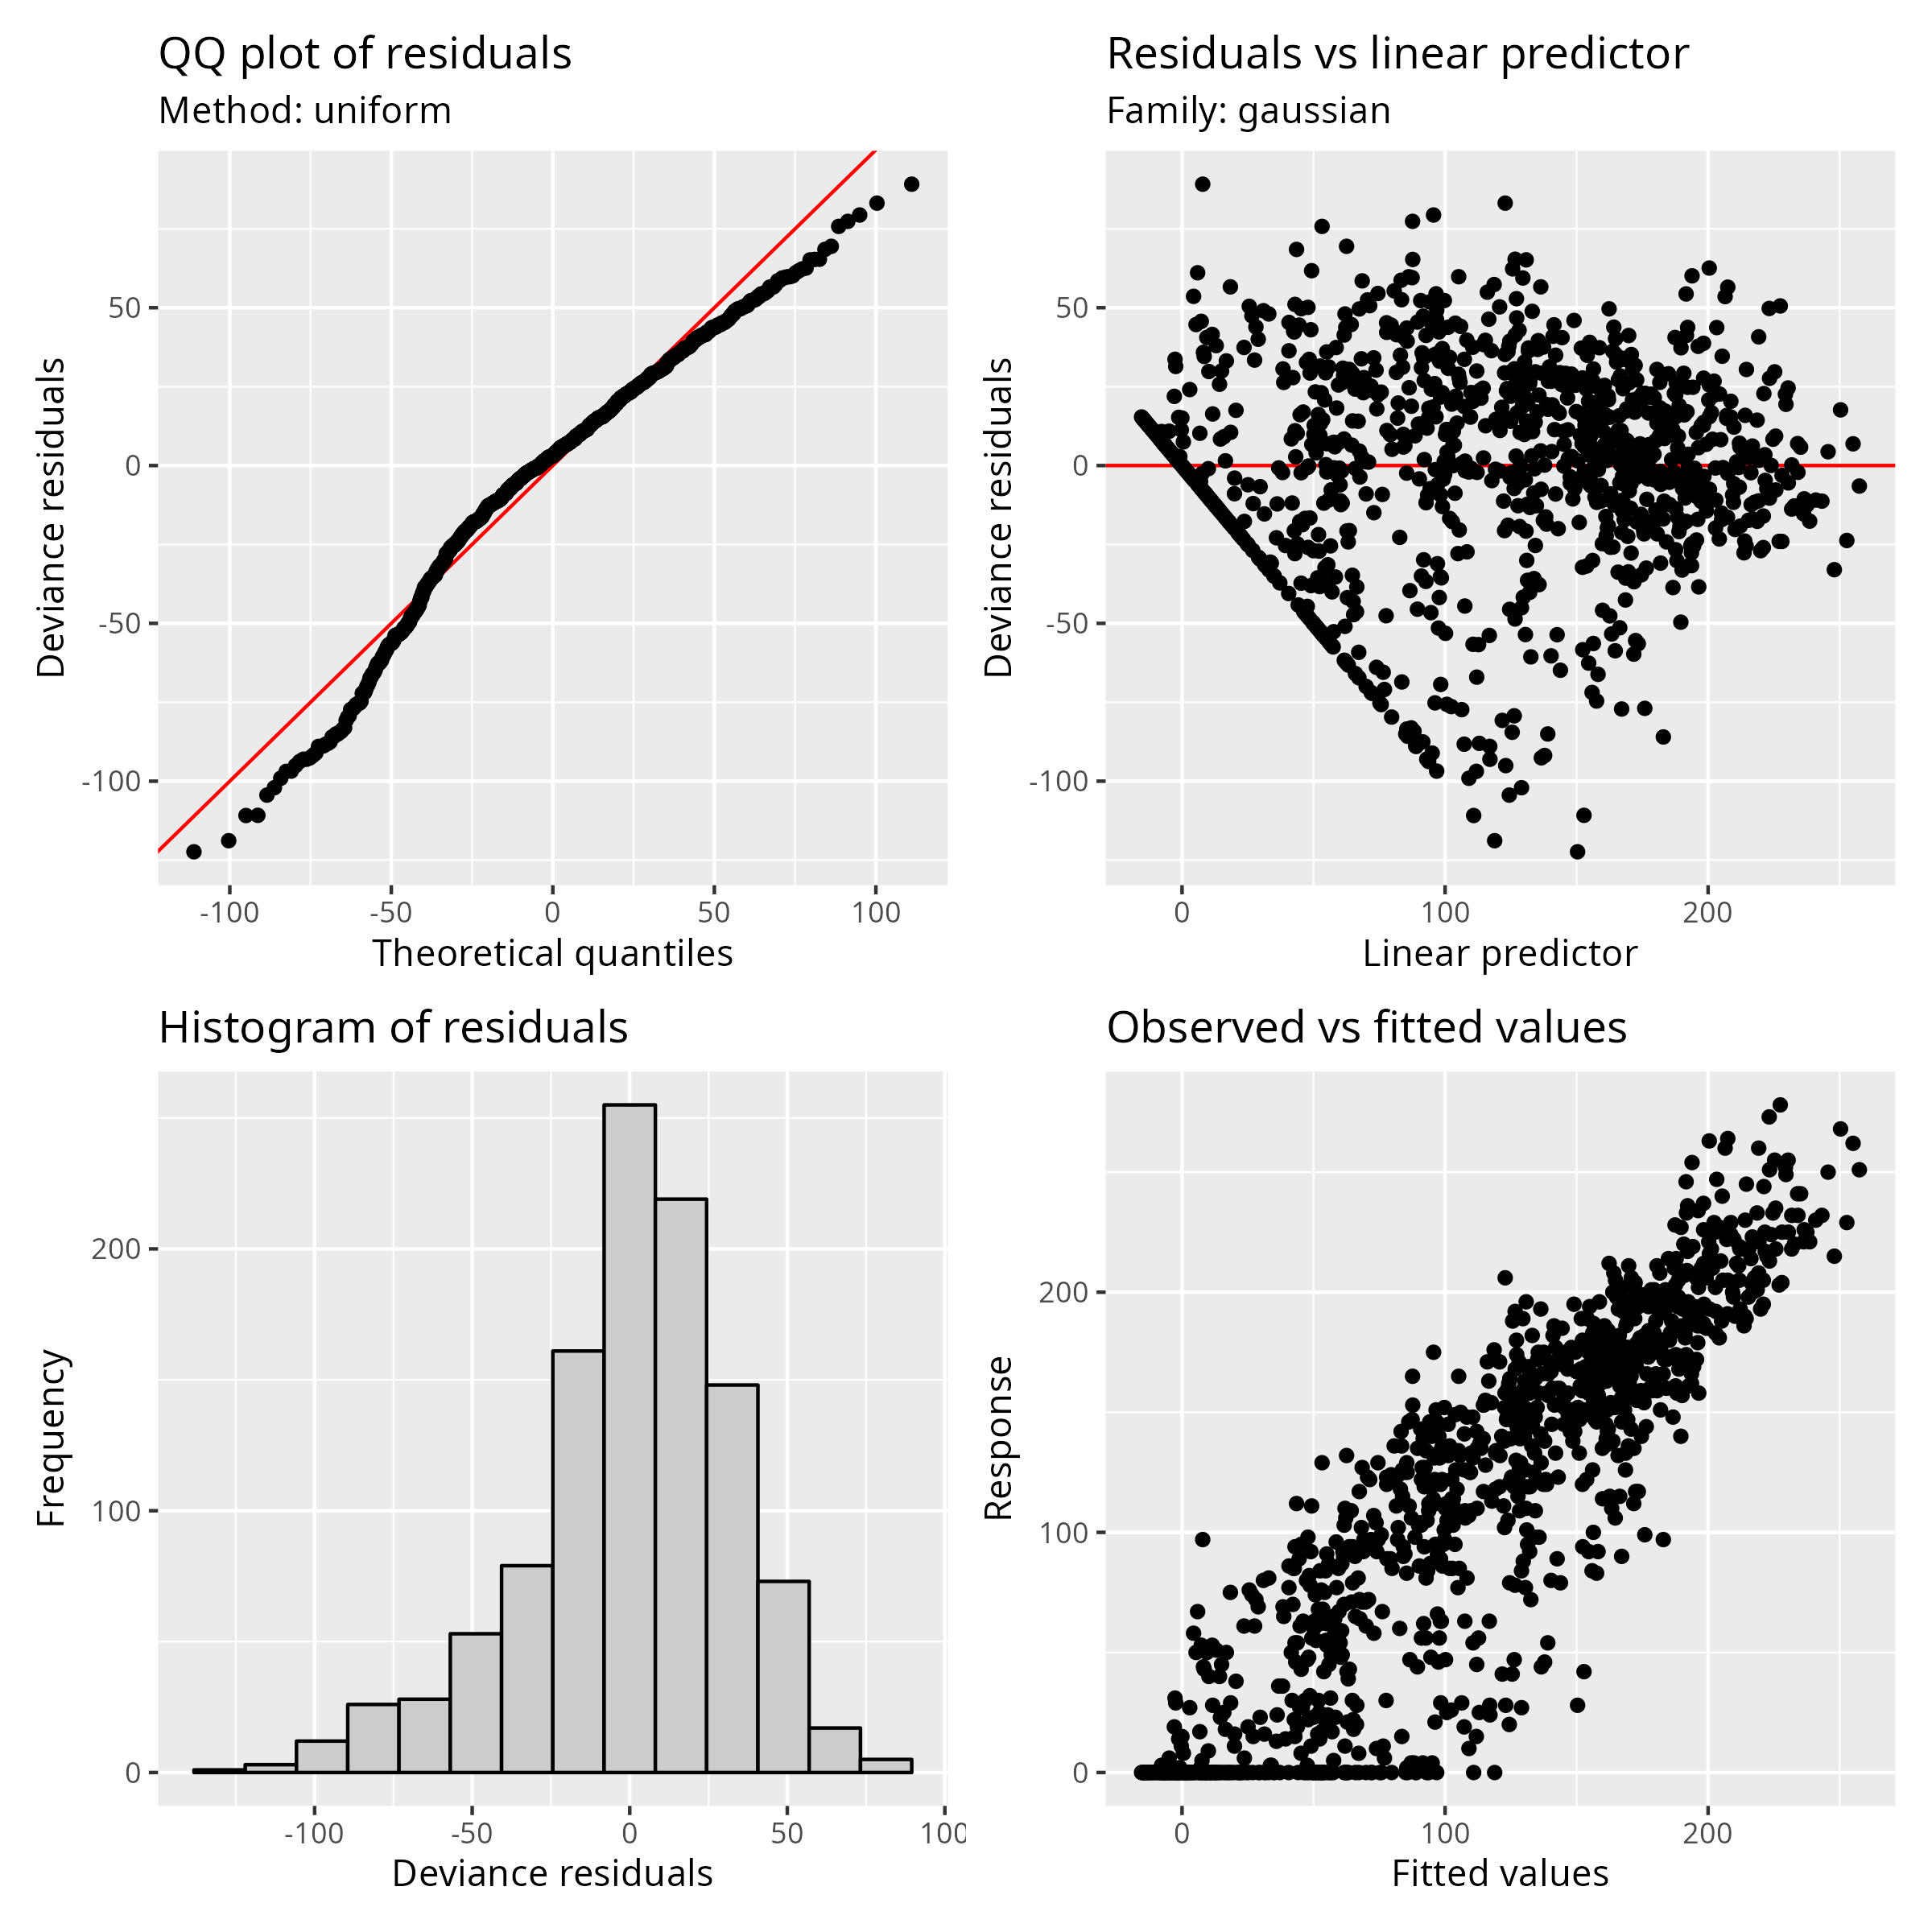 QQ plot of residuals
Method: uniform
50
0
-50
-100
Deviance residuals
-100 -50 0 50 100
Theoretical quantiles
Residuals vs linear predictor
Family: gaussian
50
0
-50
-100
Deviance residuals
0 100 200
Linear predictor
Histogram of residuals
200
100
0
Frequency
-100 -50 0 50 100
Deviance residuals
Observed vs fitted values
200
100
0
Response
0 100 200
Fitted values